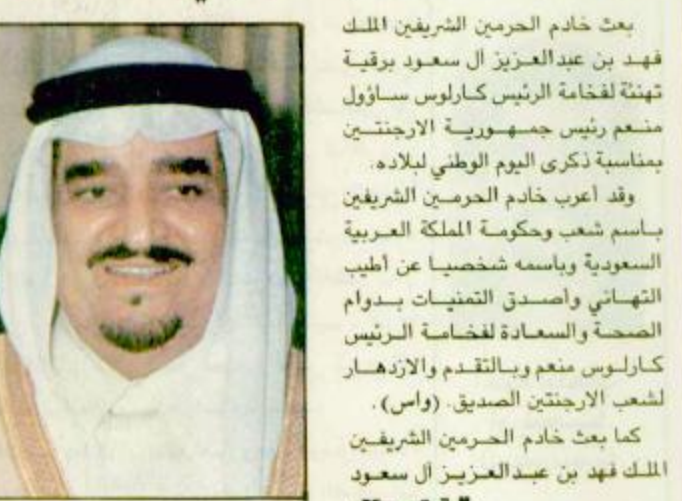 بعث خادم الحرمين الشريفين الملك
فهد بن عبدالعزيز آل سعود برقية
تهنئة لفخامة الرئيس كارلوس ساؤول
منعم رئيس جمهورية الارجنتين
بمناسبة ذكرى اليوم الوطني لبلاده.
وقد أعرب خادم الحرمين الشريفين
باسم شعب وحكومة المملكة العربية
السعودية وباسمه شخصيا عن أطيب
التهاني وأصدق التمنيات بدوام
الصحة والسعادة لفخامة الرئيس
كارلوس منعم وبالتقدم والازدهار
لشعب الارجنتين الصديق. (واس).
كما بعث خادم الحرمين الشريفين
الملك فهد بن عبدالعزيز آل سعود